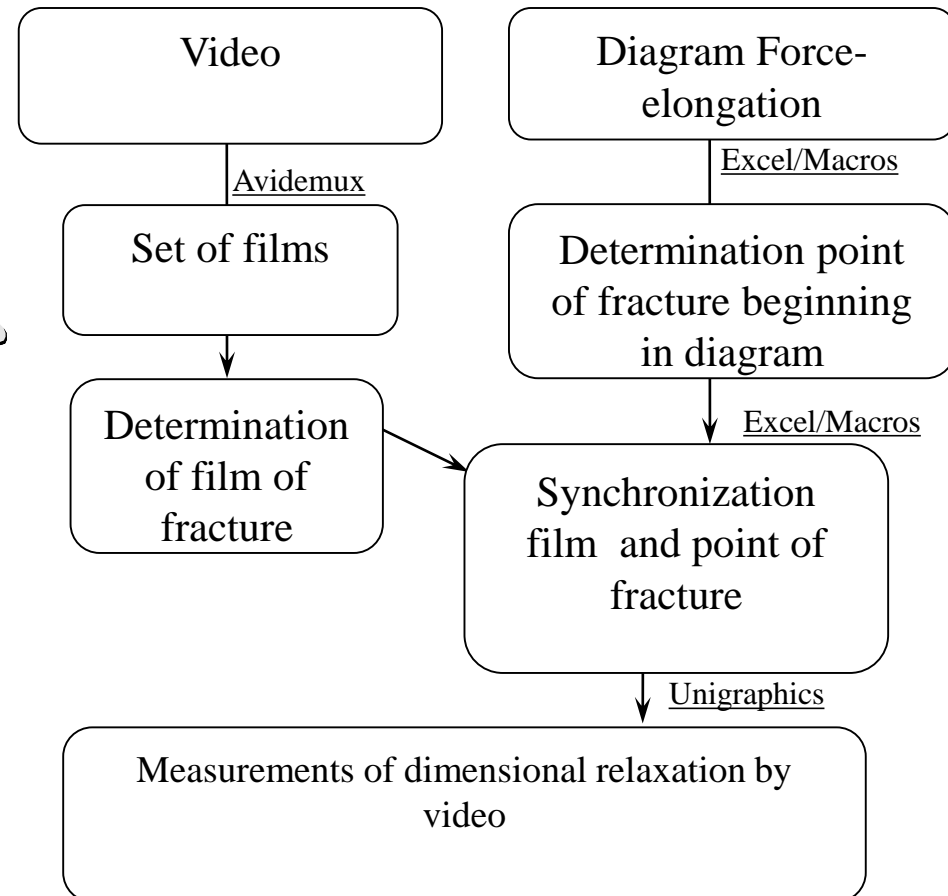 Video
Diagram Force-
elongation
Avidemux
Excel/Macros
Set of films
Determination point
of fracture beginning
in diagram
Determination
of film of
fracture
Excel/Macros
Synchronization
film and point of
fracture
Unigraphics
Measurements of dimensional relaxation by
video